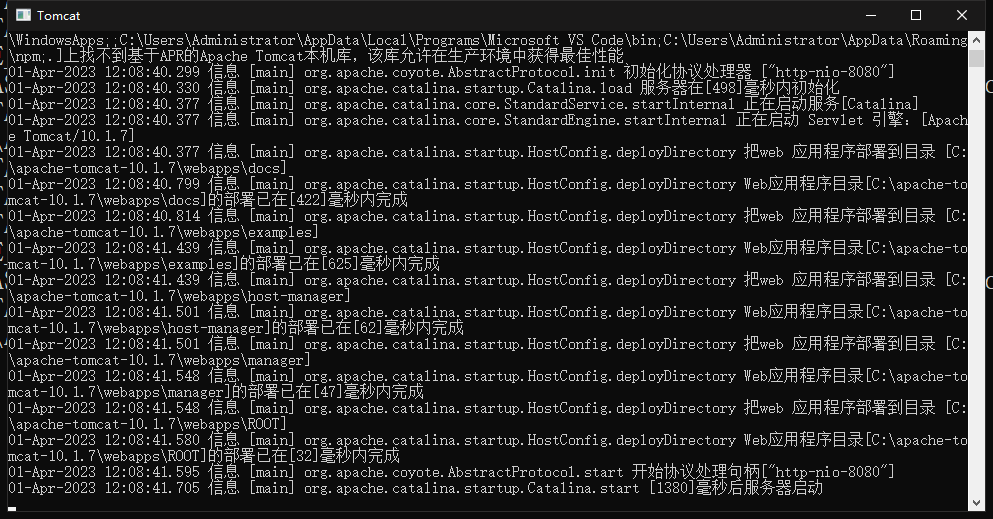 Tomcat
\WindowsApps;;C:\Users\Administrator\AppData\Local\Programs\Microsoft VS Code\bin;C:\Users\Administrator\AppData\Roaming
\npm;.]上找不到基于APR的Apache Tomcat本机库，该库允许在生产环境中获得最佳性能
01-Apr-2023 12:08:40.299 信息 [main] org.apache.coyote.AbstractProtocol.init 初始化协议处理器 ["http-nio-8080"]
01-Apr-2023 12:08:40.330 信息 [main] org.apache.catalina.startup.Catalina.load 服务器在[498]毫秒内初始化
01-Apr-2023 12:08:40.377 信息 [main] org.apache.catalina.core.StandardService.startInternal 正在启动服务[Catalina]
01-Apr-2023 12:08:40.377 信息 [main] org.apache.catalina.core.StandardEngine.startInternal 正在启动 Servlet 引擎：[Apach
e Tomcat/10.1.7]
01-Apr-2023 12:08:40.377 信息 [main] org.apache.catalina.startup.HostConfig.deployDirectory 把web 应用程序部署到目录 [C:
\apache-tomcat-10.1.7\webapps\docs]
01-Apr-2023 12:08:40.799 信息 [main] org.apache.catalina.startup.HostConfig.deployDirectory Web应用程序目录[C:\apache-to
mcat-10.1.7\webapps\docs]的部署已在[422]毫秒内完成
01-Apr-2023 12:08:40.814 信息 [main] org.apache.catalina.startup.HostConfig.deployDirectory 把web 应用程序部署到目录 [C:
\apache-tomcat-10.1.7\webapps\examples]
01-Apr-2023 12:08:41.439 信息 [main] org.apache.catalina.startup.HostConfig.deployDirectory Web应用程序目录[C:\apache-to
mcat-10.1.7\webapps\examples]的部署已在[625]毫秒内完成
01-Apr-2023 12:08:41.439 信息 [main] org.apache.catalina.startup.HostConfig.deployDirectory 把web 应用程序部署到目录 [C:
\apache-tomcat-10.1.7\webapps\host-manager]
01-Apr-2023 12:08:41.501 信息 [main] org.apache.catalina.startup.HostConfig.deployDirectory Web应用程序目录[C:\apache-to
mcat-10.1.7\webapps\host-manager]的部署已在[62]毫秒内完成
01-Apr-2023 12:08:41.501 信息 [main] org.apache.catalina.startup.HostConfig.deployDirectory 把web 应用程序部署到目录 [C:
\apache-tomcat-10.1.7\webapps\manager]
01-Apr-2023 12:08:41.548 信息 [main] org.apache.catalina.startup.HostConfig.deployDirectory Web应用程序目录[C:\apache-to
mcat-10.1.7\webapps\manager]的部署已在[47]毫秒内完成
01-Apr-2023 12:08:41.548 信息 [main] org.apache.catalina.startup.HostConfig.deployDirectory 把web 应用程序部署到目录 [C:
\apache-tomcat-10.1.7\webapps\ROOT]
01-Apr-2023 12:08:41.580 信息 [main] org.apache.catalina.startup.HostConfig.deployDirectory Web应用程序目录[C:\apache-to
mcat-10.1.7\webapps\ROOT]的部署已在[32]毫秒内完成
01-Apr-2023 12:08:41.595 信息 [main] org.apache.coyote.AbstractProtocol.start 开始协议处理句柄["http-nio-8080"]
01-Apr-2023 12:08:41.705 信息 [main] org.apache.catalina.startup.Catalina.start [1380]毫秒后服务器启动